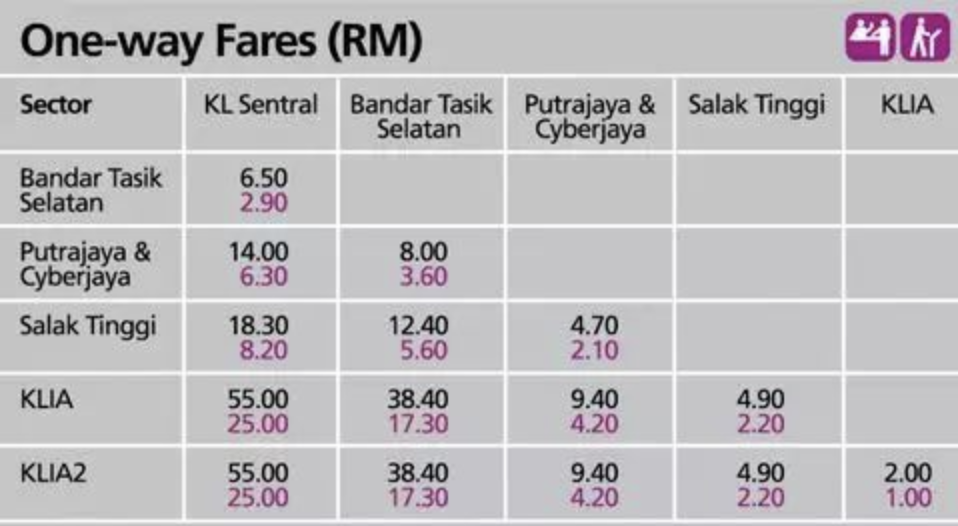 One-way Fares (RM)
Sector KL Sentral Bandar Tasik Selatan Putrajaya & Cyberjaya Salak Tinggi KLIA
Bandar Tasik Selatan 6.50
2.90
Putrajaya & Cyberjaya 14.00 8.00
6.30 3.60
Salak Tinggi 18.30 12.40 4.70
8.20 5.60 2.10
KLIA 55.00 38.40 9.40 4.90
25.00 17.30 4.20 2.20
KLIA2 55.00 38.40 9.40 4.90 2.00
25.00 17.30 4.20 2.20 1.00